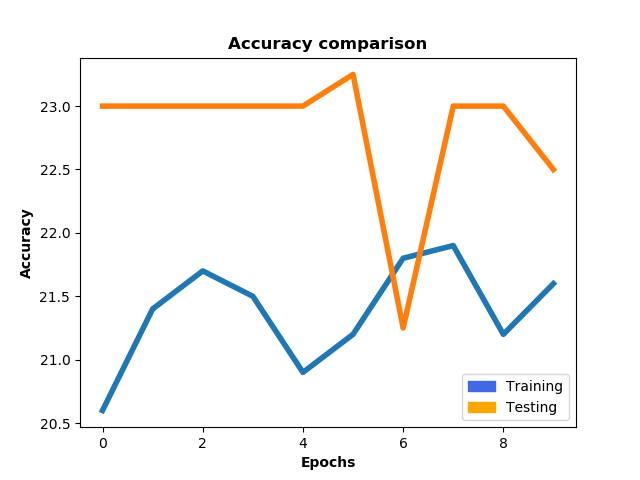 Accuracy comparison
23.0
22.5
22.0
21.5
21.0
20.5
Accuracy
0 2 4 6 8
Epochs
Training
Testing